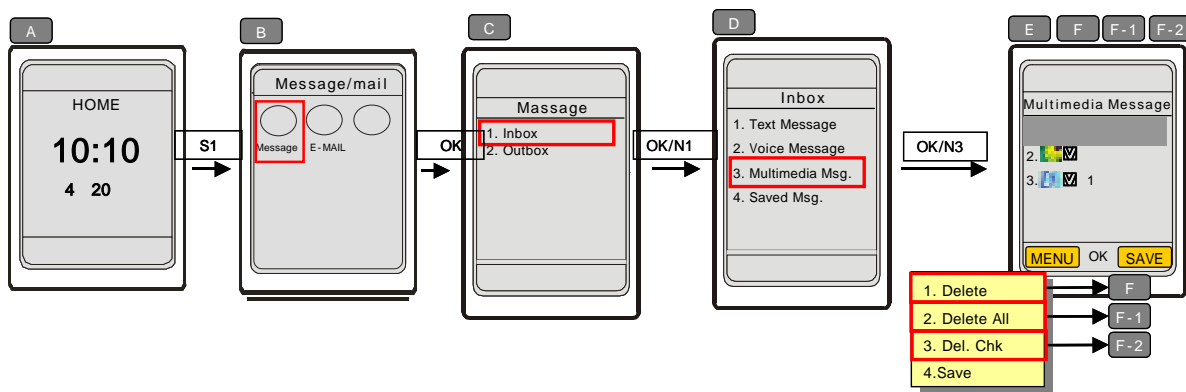 A
HOME
10:10
4 20
S1
B
Message/mail
Message E-MAIL
OK
C
Massage
1. Inbox
2. Outbox
OK/N1
D
Inbox
1. Text Message
2. Voice Message
3. Multimedia Msg.
4. Saved Msg.
OK/N3
E F F-1 F-2
Multimedia Message
2.
3. 1
MENU OK SAVE
1. Delete F
2. Delete All F-1
3. Del. Chk F-2
4.Save